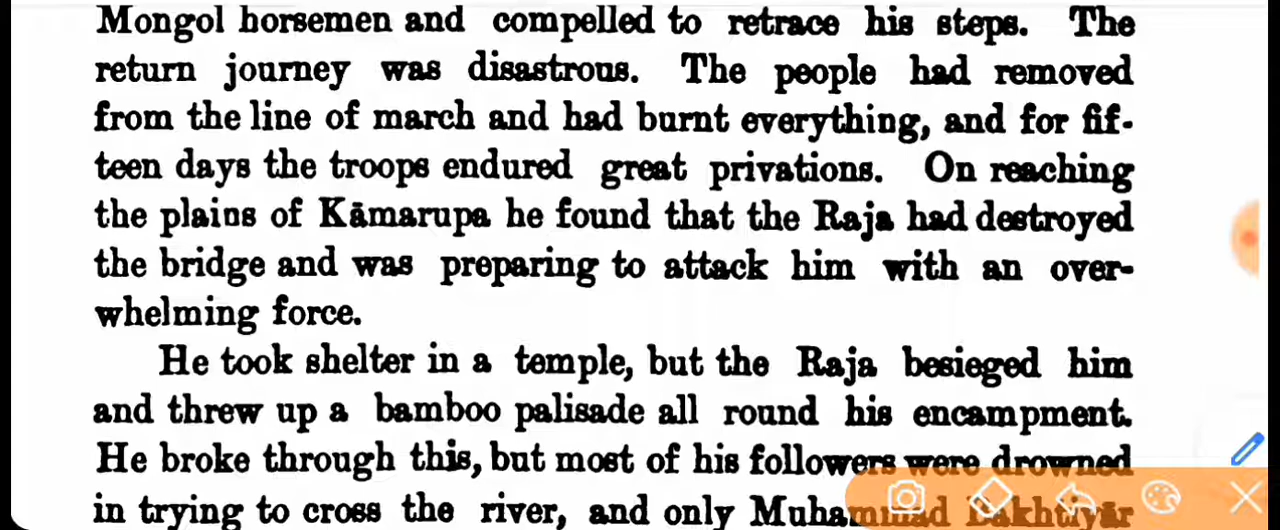 Mongol horsemen and compelled to retrace his steps. The
return journey was disastrous. The people had removed
from the line of march and had burnt everything, and for fif-
teen days the troops endured great privations. On reaching
the plains of Kāmarupa he found that the Raja had destroyed
the bridge and was preparing to attack him with an over-
whelming force.
He took shelter in a temple, but the Raja besieged him
and threw up a bamboo palisade all round his encampment.
He broke through this, but most of his followers were drowned
in trying to cross the river, and only Muhammad Bakhtiyār